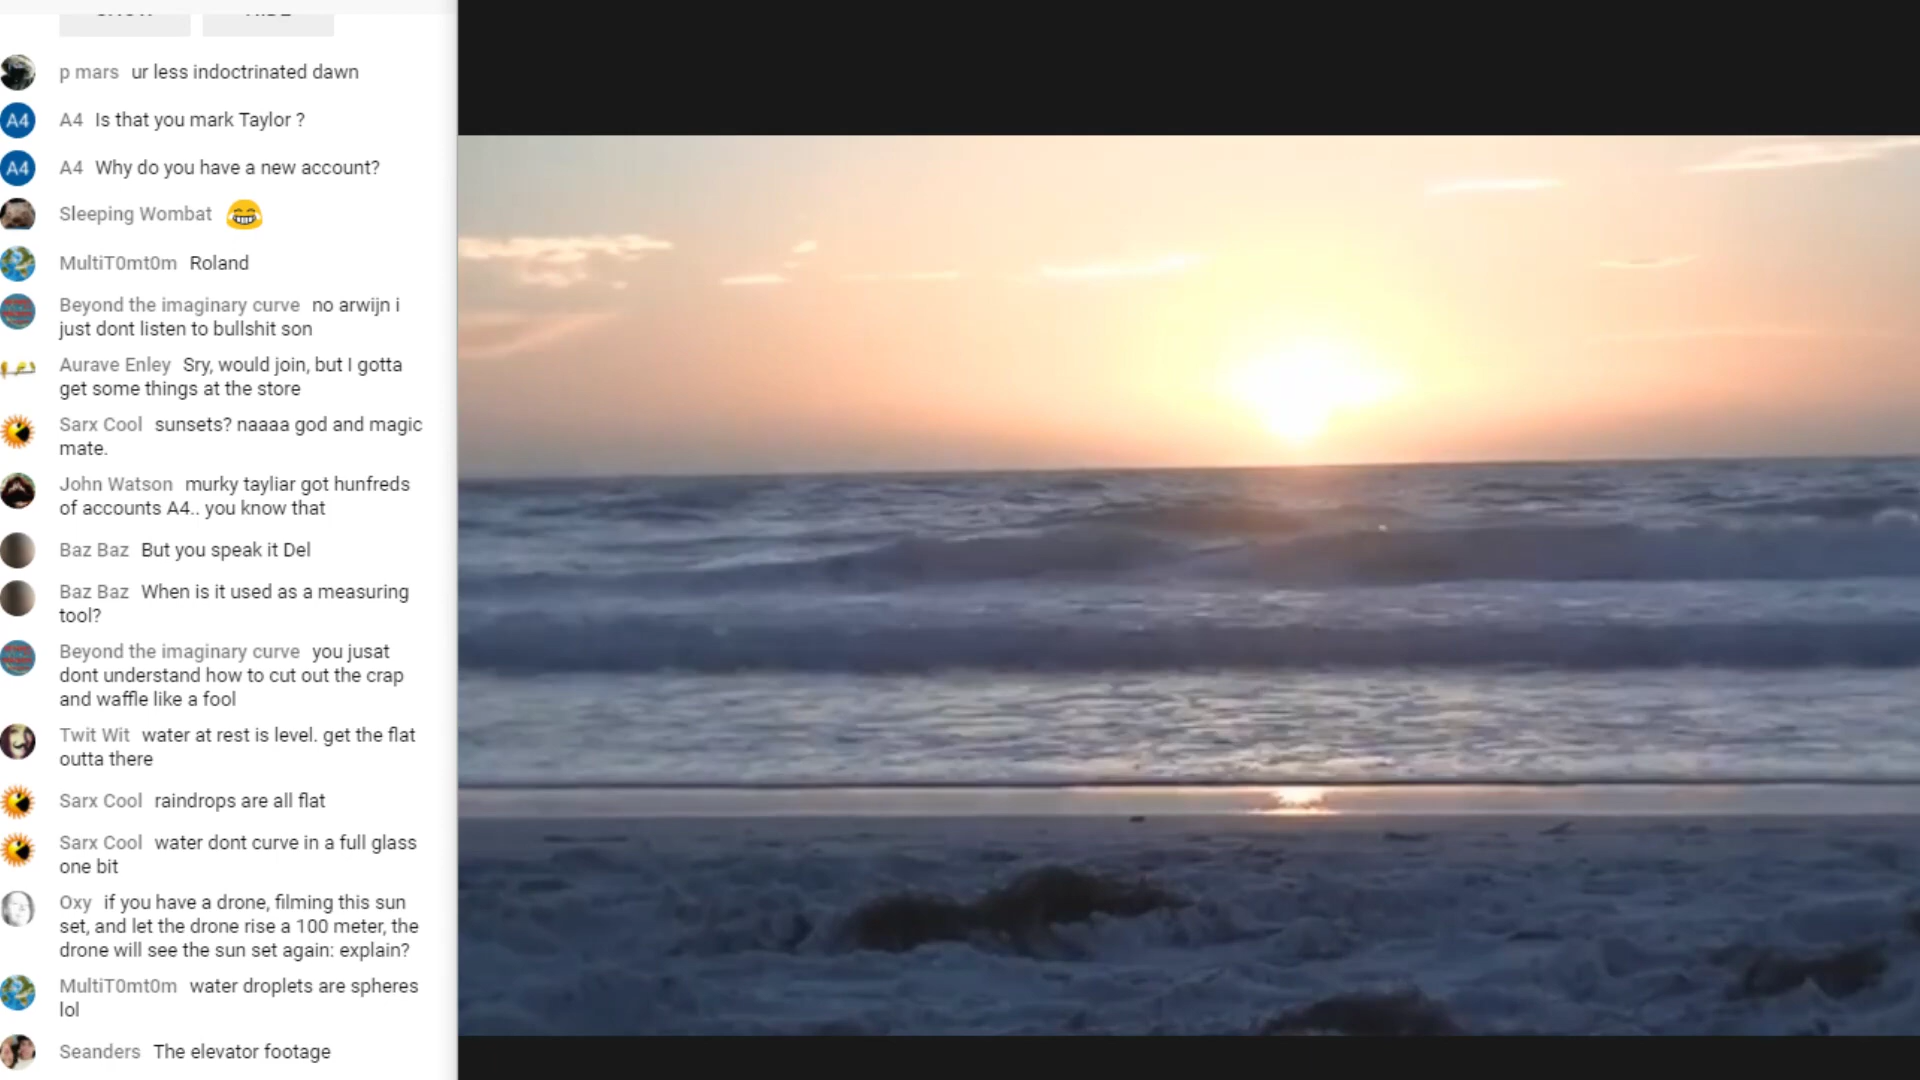 p mars ur less indoctrinated dawn
A4 A4 Is that you mark Taylor ?
A4 A4 Why do you have a new account?
Sleeping Wombat 😂
MultiT0mt0m Roland
Beyond the imaginary curve no arwijn i
just dont listen to bullshit son
Aurave Enley Sry, would join, but I gotta
get some things at the store
Sarx Cool sunsets? naaaa god and magic
mate.
John Watson murky tayliar got hunfreds
of accounts A4.. you know that
Baz Baz But you speak it Del
Baz Baz When is it used as a measuring
tool?
Beyond the imaginary curve you jusat
dont understand how to cut out the crap
and waffle like a fool
Twit Wit water at rest is level. get the flat
outta there
Sarx Cool raindrops are all flat
Sarx Cool water dont curve in a full glass
one bit
Oxy if you have a drone, filming this sun
set, and let the drone rise a 100 meter, the
drone will see the sun set again: explain?
MultiT0mt0m water droplets are spheres
lol
Seanders The elevator footage